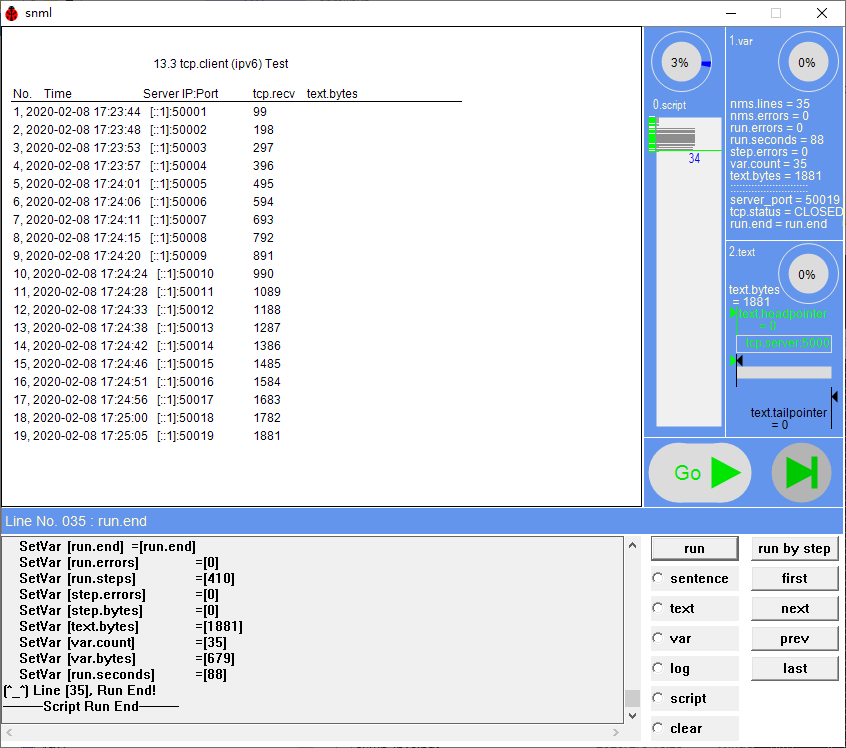 snml
13.3 tcp.client (ipv6) Test
No. Time Server IP:Port tcp.recv text.bytes
1, 2020-02-08 17:23:44 [::1]:50001 99
2, 2020-02-08 17:23:48 [::1]:50002 198
3, 2020-02-08 17:23:53 [::1]:50003 297
4, 2020-02-08 17:23:57 [::1]:50004 396
5, 2020-02-08 17:24:01 [::1]:50005 495
6, 2020-02-08 17:24:06 [::1]:50006 594
7, 2020-02-08 17:24:11 [::1]:50007 693
8, 2020-02-08 17:24:15 [::1]:50008 792
9, 2020-02-08 17:24:20 [::1]:50009 891
10, 2020-02-08 17:24:24 [::1]:50010 990
11, 2020-02-08 17:24:28 [::1]:50011 1089
12, 2020-02-08 17:24:33 [::1]:50012 1188
13, 2020-02-08 17:24:38 [::1]:50013 1287
14, 2020-02-08 17:24:42 [::1]:50014 1386
15, 2020-02-08 17:24:46 [::1]:50015 1485
16, 2020-02-08 17:24:51 [::1]:50016 1584
17, 2020-02-08 17:24:56 [::1]:50017 1683
18, 2020-02-08 17:25:00 [::1]:50018 1782
19, 2020-02-08 17:25:05 [::1]:50019 1881
3%
0.script
34
1.var
0%
nms.lines = 35
nms.errors = 0
run.errors = 0
run.seconds = 88
step.errors = 0
var.count = 35
text.bytes = 1881
::::::::::::::::::::::::::
server_port = 50019
tcp.status = CLOSED
run.end = run.end
2.text
0%
text.bytes
= 1881
text.headpointer
= 0
tcp.server:5000
text.tailpointer
= 0
Go
Line No. 035 : run.end
SetVar [run.end] =[run.end]
SetVar [run.errors] =[0]
SetVar [run.steps] =[410]
SetVar [step.errors] =[0]
SetVar [step.bytes] =[0]
SetVar [text.bytes] =[1881]
SetVar [var.count] =[35]
SetVar [var.bytes] =[679]
SetVar [run.seconds] =[88]
(^_^) Line [35], Run End!
———Script Run End———
run
run by step
sentence
first
text
next
var
prev
log
last
script
clear